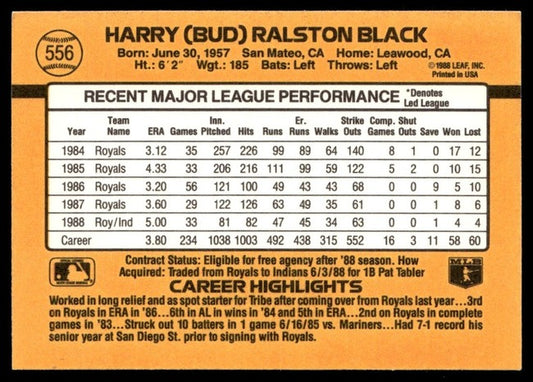 556
HARRY (BUD) RALSTON BLACK
Born: June 30, 1957 San Mateo, CA Home: Leawood, CA
Ht.: 6'2" Wgt.: 185 Bats: Left Throws: Left
©1988 LEAF, INC.
Printed in USA
RECENT MAJOR LEAGUE PERFORMANCE *Denotes Led League
Year Team Name ERA Games Inn. Pitched Hits Runs Er. Runs Walks Strike Outs Comp. Games Shut Outs Save Won Lost
1984 Royals 3.12 35 257 226 99 89 64 140 8 1 0 17 12
1985 Royals 4.33 33 206 216 111 99 59 122 5 2 0 10 15
1986 Royals 3.20 56 121 100 49 43 43 68 0 0 9 5 10
1987 Royals 3.60 29 122 126 63 49 35 61 0 0 1 8 6
1988 Roy/Ind 5.00 33 81 82 47 45 34 63 0 0 1 4 4
Career 3.80 234 1038 1003 492 438 315 552 16 3 11 58 60
Contract Status: Eligible for free agency after '88 season. How
Acquired: Traded from Royals to Indians 6/3/88 for 1B Pat Tabler
MLB
CAREER HIGHLIGHTS
Worked in long relief and as spot starter for Tribe after coming over from Royals last year...3rd
on Royals in ERA in '86...6th in AL in wins in '84 and 5th in ERA...2nd on Royals in complete
games in '83...Struck out 10 batters in 1 game 6/16/85 vs. Mariners...Had 7-1 record his
senior year at San Diego St. prior to signing with Royals.